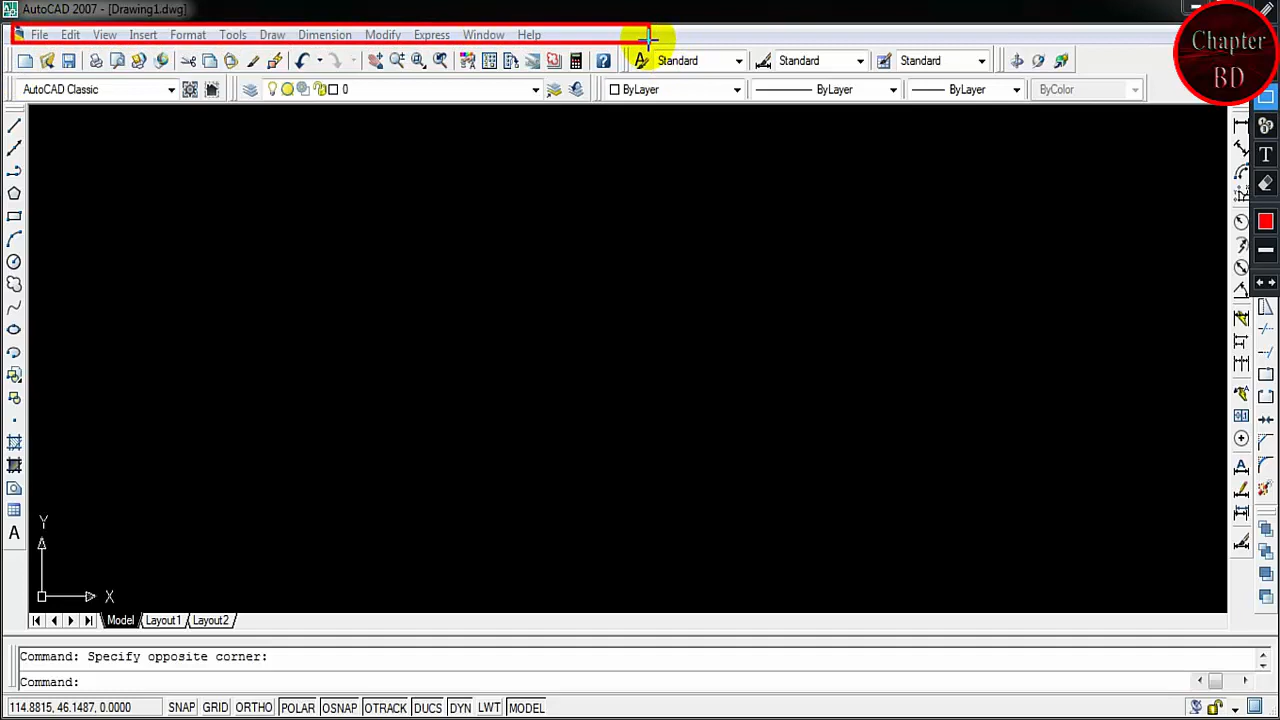 AutoCAD 2007 - [Drawing1.dwg]
File Edit View Insert Format Tools Draw Dimension Modify Express Window Help
Standard Standard Standard
AutoCAD Classic 0 ByLayer ByLayer ByLayer ByColor
Chapter
BD
T
A
Y
X
Model Layout1 Layout2
Command: Specify opposite corner:
Command:
114.8815, 46.1487, 0.0000 SNAP GRID ORTHO POLAR OSNAP OTRACK DUCS DYN LWT MODEL